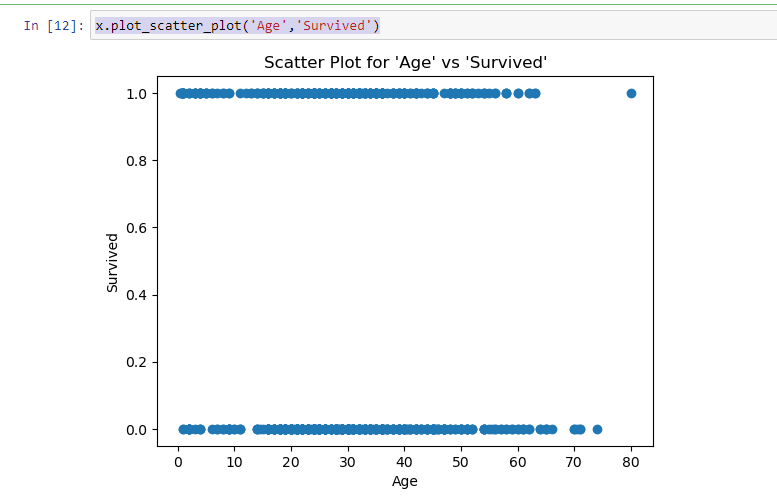 In [12]: x.plot_scatter_plot('Age','Survived')
Scatter Plot for 'Age' vs 'Survived'
1.0
0.8
0.6
0.4
0.2
0.0
Survived
0 10 20 30 40 50 60 70 80
Age